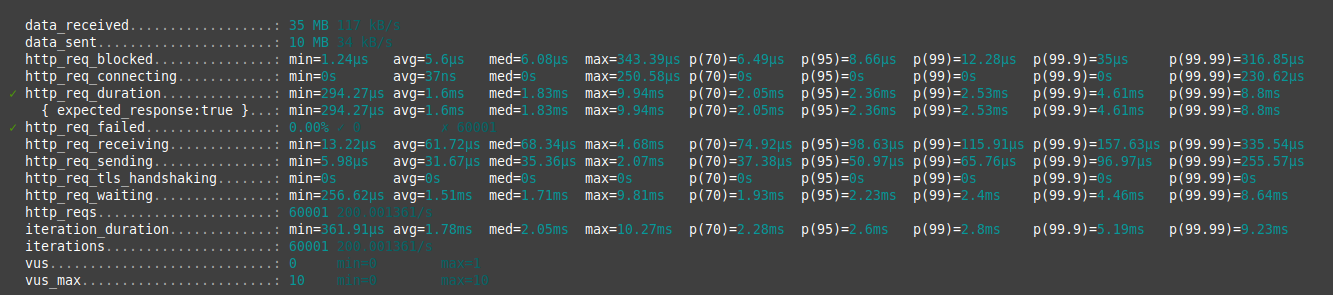 data_received..................: 35 MB 117 kB/s
data_sent......................: 10 MB 34 kB/s
http_req_blocked...............: min=1.24µs avg=5.6µs med=6.08µs max=343.39µs p(70)=6.49µs p(95)=8.66µs p(99)=12.28µs p(99.9)=35µs p(99.99)=316.85µs
http_req_connecting............: min=0s avg=37ns med=0s max=250.58µs p(70)=0s p(95)=0s p(99)=0s p(99.9)=0s p(99.99)=230.62µs
✓ http_req_duration..............: min=294.27µs avg=1.6ms med=1.83ms max=9.94ms p(70)=2.05ms p(95)=2.36ms p(99)=2.53ms p(99.9)=4.61ms p(99.99)=8.8ms
{ expected_response:true }...: min=294.27µs avg=1.6ms med=1.83ms max=9.94ms p(70)=2.05ms p(95)=2.36ms p(99)=2.53ms p(99.9)=4.61ms p(99.99)=8.8ms
✓ http_req_failed................: 0.00% ✓ 0 ✗ 60001
http_req_receiving.............: min=13.22µs avg=61.72µs med=68.34µs max=4.68ms p(70)=74.92µs p(95)=98.63µs p(99)=115.91µs p(99.9)=157.63µs p(99.99)=335.54µs
http_req_sending...............: min=5.98µs avg=31.67µs med=35.36µs max=2.07ms p(70)=37.38µs p(95)=50.97µs p(99)=65.76µs p(99.9)=96.97µs p(99.99)=255.57µs
http_req_tls_handshaking.......: min=0s avg=0s med=0s max=0s p(70)=0s p(95)=0s p(99)=0s p(99.9)=0s p(99.99)=0s
http_req_waiting...............: min=256.62µs avg=1.51ms med=1.71ms max=9.81ms p(70)=1.93ms p(95)=2.23ms p(99)=2.4ms p(99.9)=4.46ms p(99.99)=8.64ms
http_reqs......................: 60001 200.001361/s
iteration_duration.............: min=361.91µs avg=1.78ms med=2.05ms max=10.27ms p(70)=2.28ms p(95)=2.6ms p(99)=2.8ms p(99.9)=5.19ms p(99.99)=9.23ms
iterations.....................: 60001 200.001361/s
vus............................: 0 min=0 max=1
vus_max........................: 10 min=0 max=10